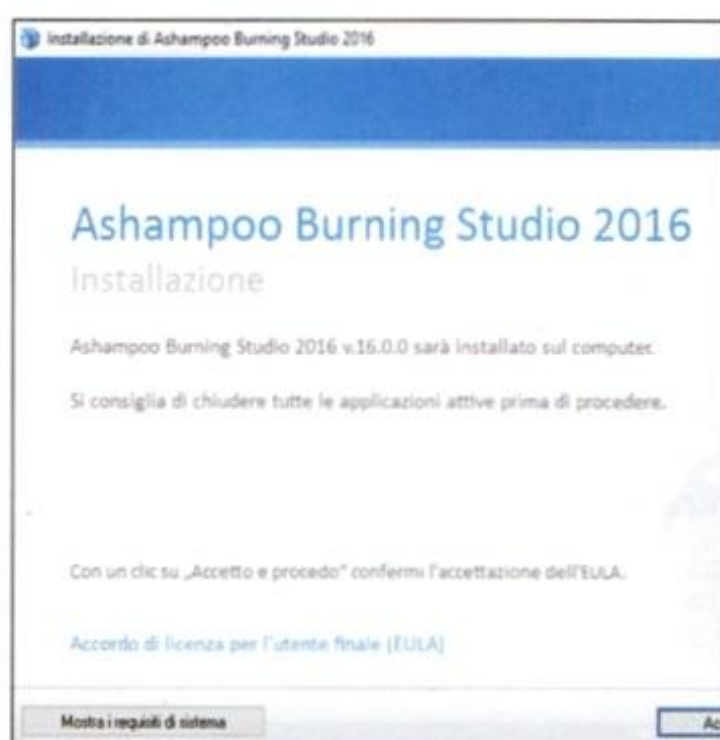 Installazione di Ashampoo Burning Studio 2016
Ashampoo Burning Studio 2016
Installazione
Ashampoo Burning Studio 2016 v.16.0.0 sarà installato sul computer.
Si consiglia di chiudere tutte le applicazioni attive prima di procedere.
Con un clic su „Accetto e procedo" confermi l'accettazione dell'EULA.
Accordo di licenza per l'utente finale (EULA)
Mostra i requisiti di sistema